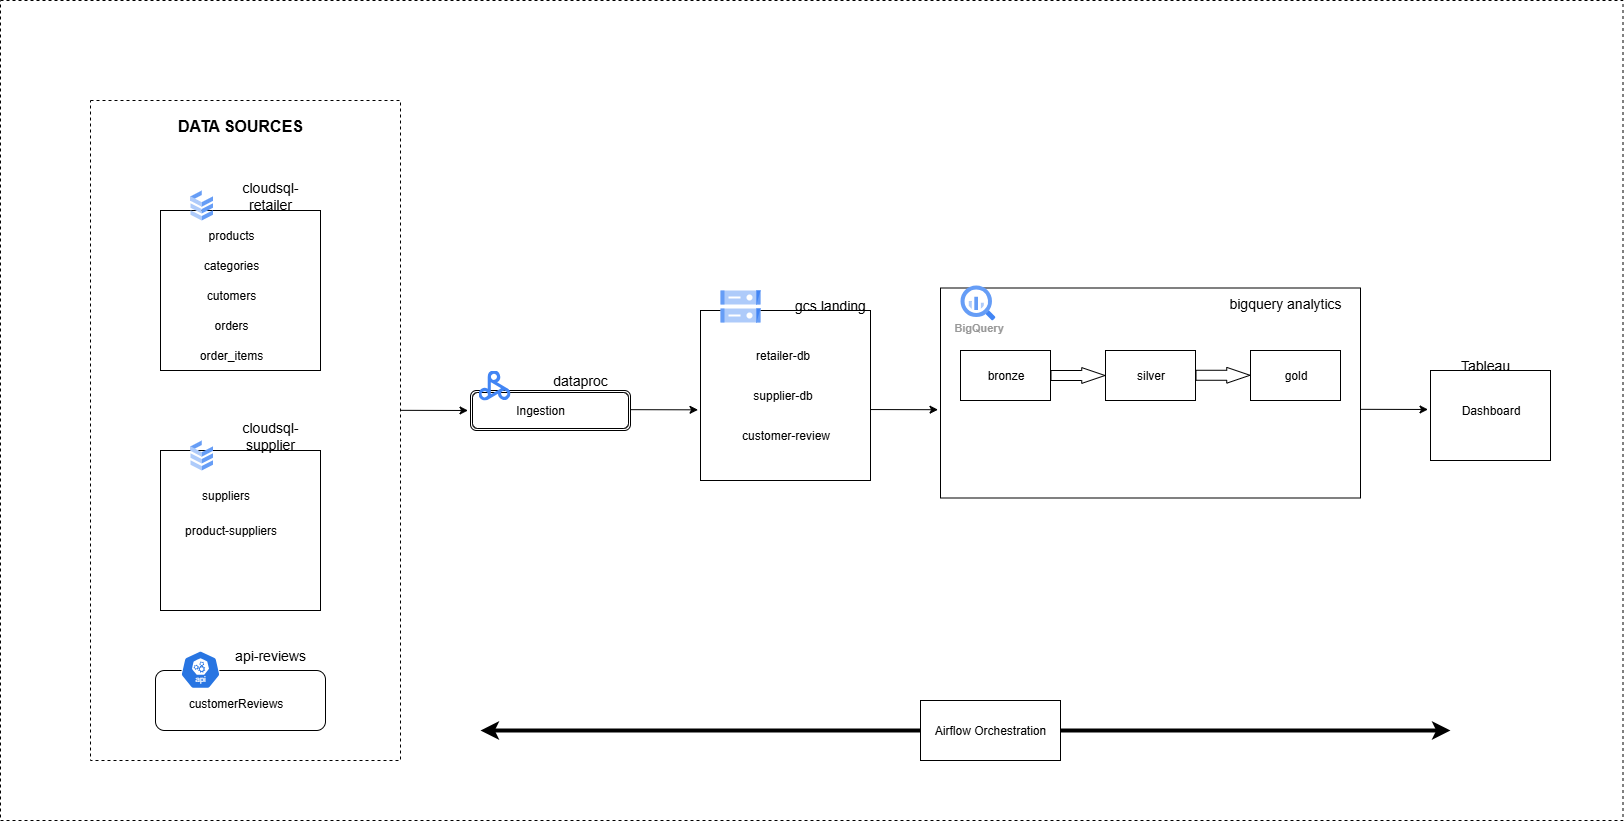 DATA SOURCES
cloudsql-
retailer
products
categories
cutomers
orders
order_items
cloudsql-
supplier
suppliers
product-suppliers
api-reviews
api
customerReviews
dataproc
Ingestion
gcs landing
retailer-db
supplier-db
customer-review
BigQuery
bigquery analytics
bronze
silver
gold
Tableau
Dashboard
Airflow Orchestration